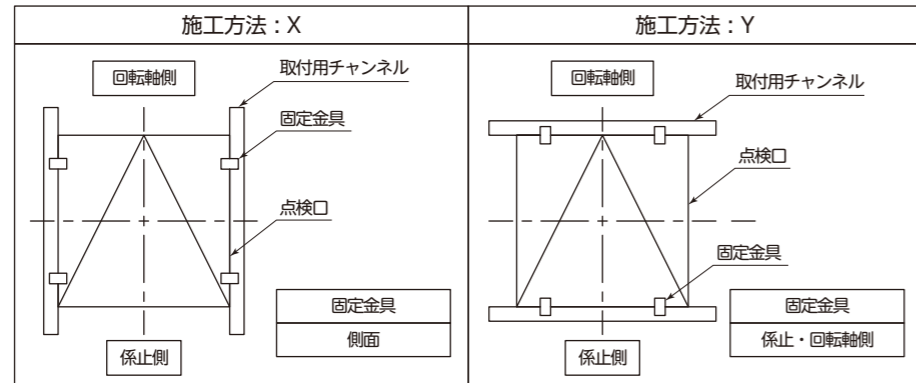 施工方法：X
施工方法：Y
回転軸側
取付用チャンネル
固定金具
点検口
固定金具
側面
係止側
回転軸側
取付用チャンネル
点検口
固定金具
固定金具
係止・回転軸側
係止側